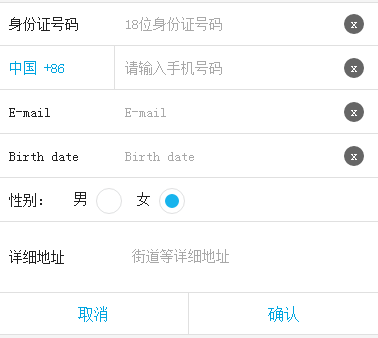 身份证号码 18位身份证号码 x
中国 +86 请输入手机号码 x
E-mail E-mail x
Birth date Birth date x
性别： 男 女
详细地址 街道等详细地址
取消 确认